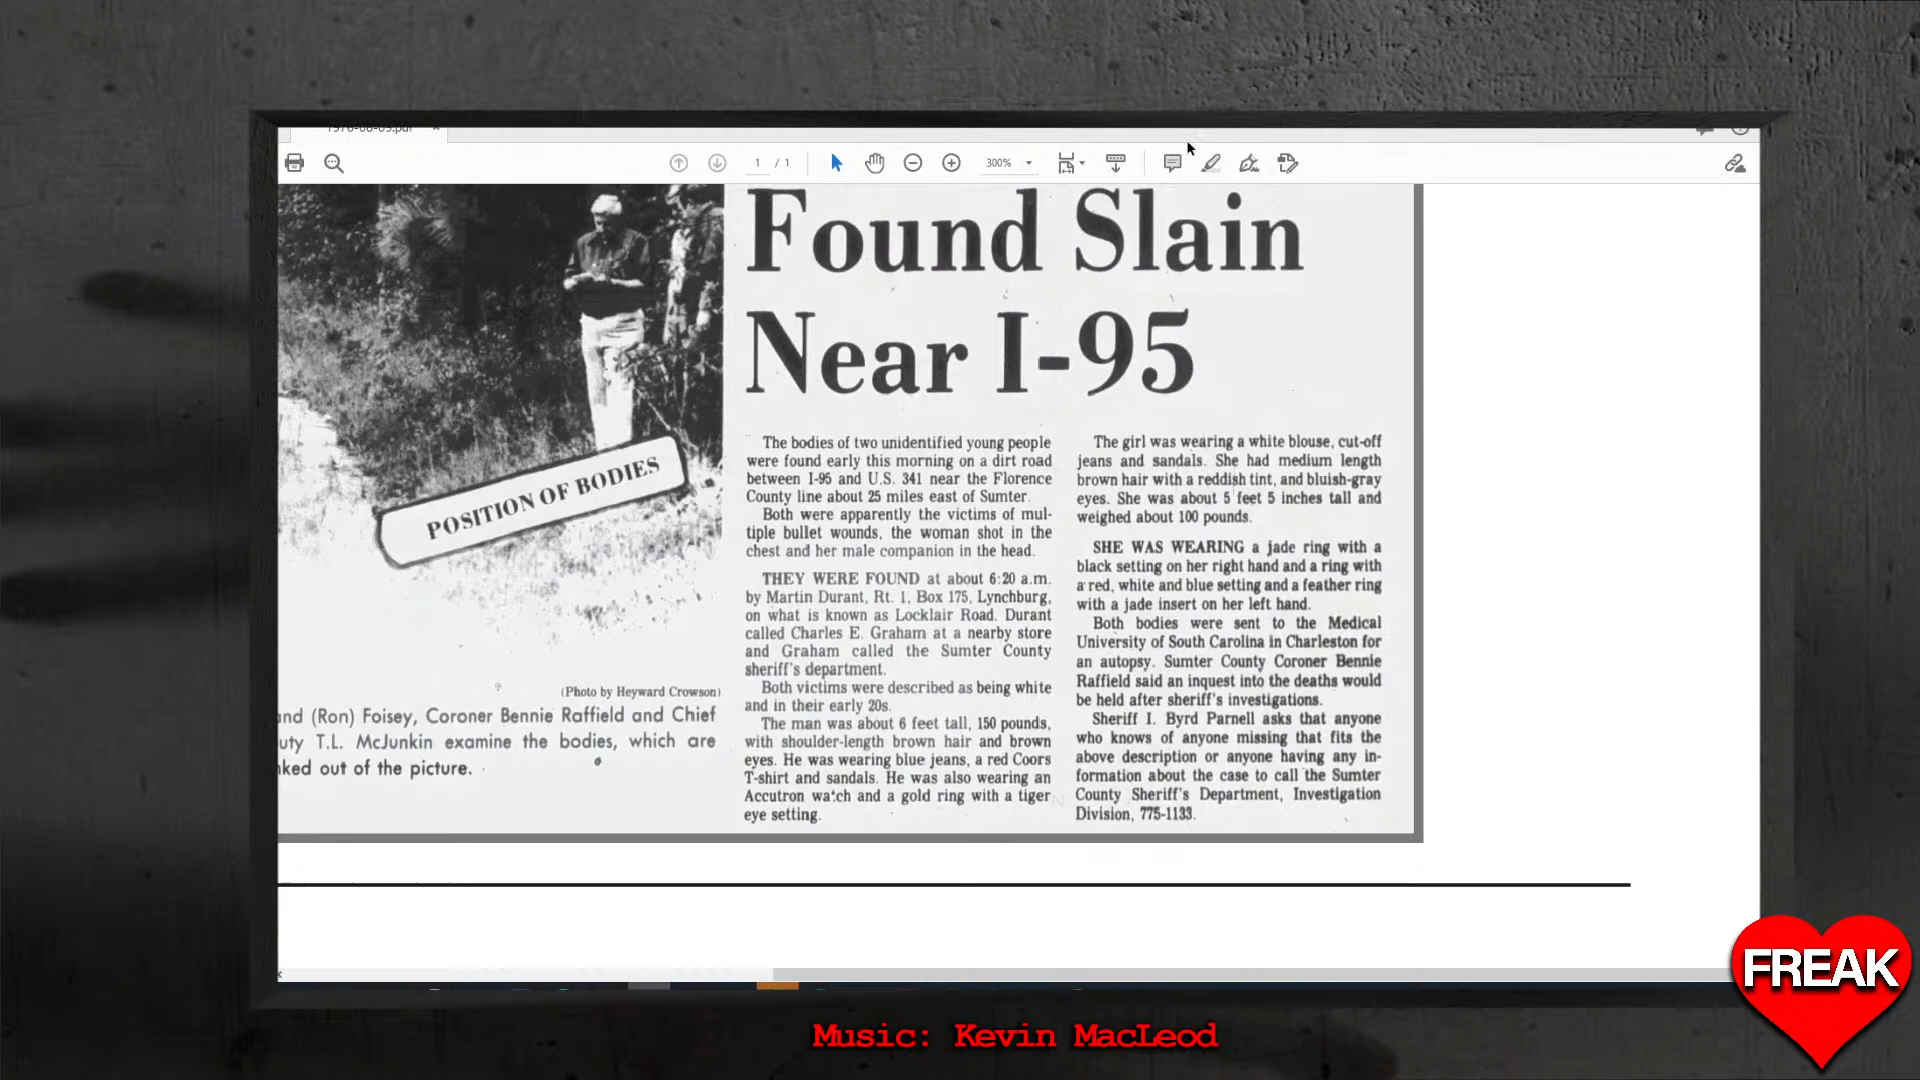 1976-08-09.pdf
1 / 1
300%
Found Slain
Near I-95
POSITION OF BODIES
(Photo by Heyward Crowson)
and (Ron) Foisey, Coroner Bennie Raffield and Chief
uty T.L. McJunkin examine the bodies, which are
ked out of the picture.
The bodies of two unidentified young people
were found early this morning on a dirt road
between I-95 and U.S. 341 near the Florence
County line about 25 miles east of Sumter.
Both were apparently the victims of mul-
tiple bullet wounds, the woman shot in the
chest and her male companion in the head.
THEY WERE FOUND at about 6:20 a.m.
by Martin Durant, Rt. 1, Box 175, Lynchburg,
on what is known as Locklair Road. Durant
called Charles E. Graham at a nearby store
and Graham called the Sumter County
sheriff's department.
Both victims were described as being white
and in their early 20s.
The man was about 6 feet tall, 150 pounds,
with shoulder-length brown hair and brown
eyes. He was wearing blue jeans, a red Coors
T-shirt and sandals. He was also wearing an
Accutron watch and a gold ring with a tiger
eye setting.
The girl was wearing a white blouse, cut-off
jeans and sandals. She had medium length
brown hair with a reddish tint, and bluish-gray
eyes. She was about 5 feet 5 inches tall and
weighed about 100 pounds.
SHE WAS WEARING a jade ring with a
black setting on her right hand and a ring with
a red, white and blue setting and a feather ring
with a jade insert on her left hand.
Both bodies were sent to the Medical
University of South Carolina in Charleston for
an autopsy. Sumter County Coroner Bennie
Raffield said an inquest into the deaths would
be held after sheriff's investigations.
Sheriff I. Byrd Parnell asks that anyone
who knows of anyone missing that fits the
above description or anyone having any in-
formation about the case to call the Sumter
County Sheriff's Department, Investigation
Division, 775-1133.
FREAK
Music: Kevin MacLeod